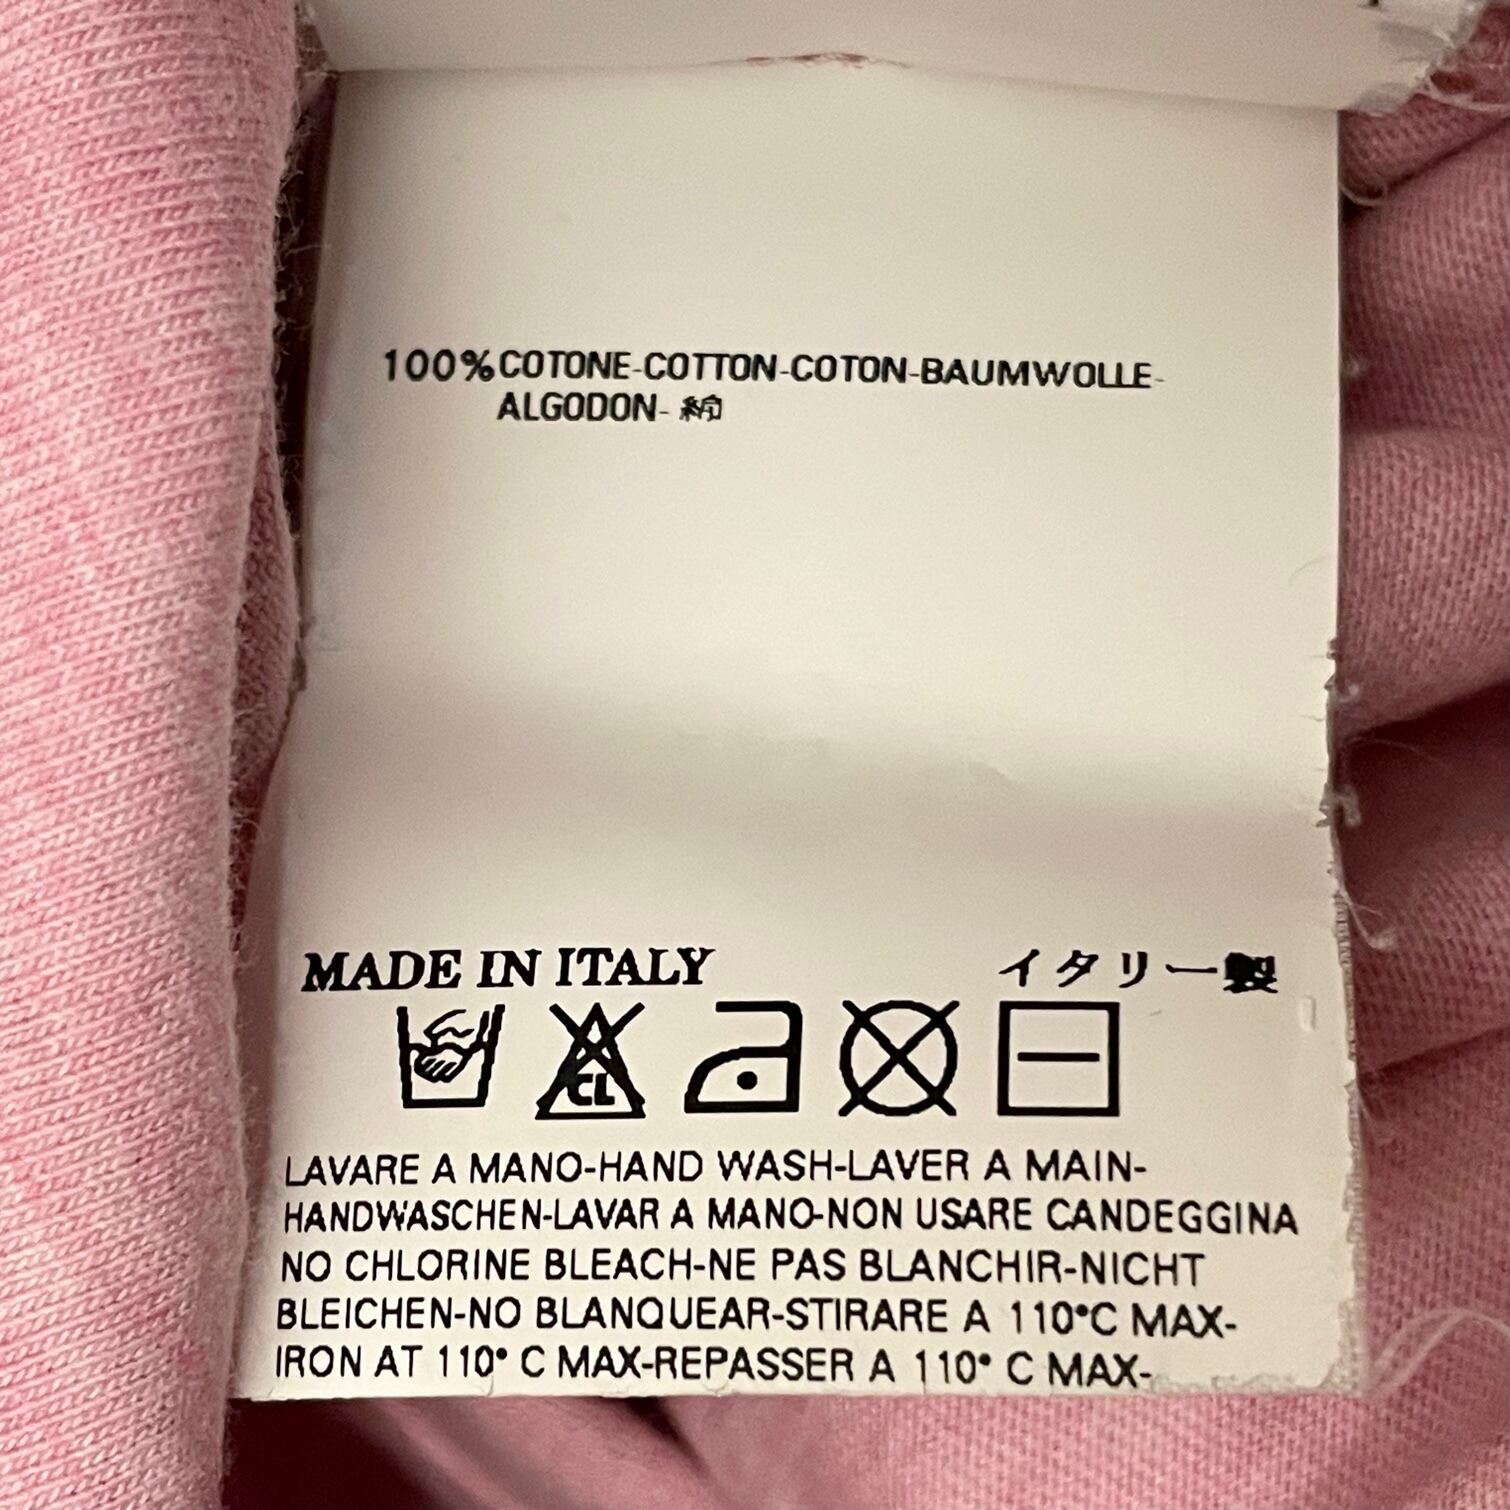 100% COTONE-COTTON-COTON-BAUMWOLLE-
ALGODON- 綿
MADE IN ITALY
イタリー製
CL
LAVARE A MANO-HAND WASH-LAVER A MAIN-
HANDWASCHEN-LAVAR A MANO-NON USARE CANDEGGINA
NO CHLORINE BLEACH-NE PAS BLANCHIR-NICHT
BLEICHEN-NO BLANQUEAR-STIRARE A 110°C MAX-
IRON AT 110° C MAX-REPASSER A 110° C MAX-